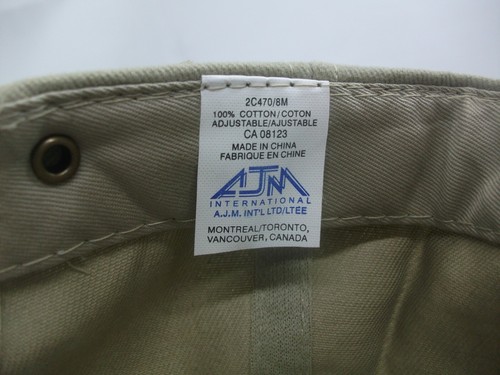 2C470/8M
100% COTTON/COTON
ADJUSTABLE/AJUSTABLE
CA 08123
MADE IN CHINA
FABRIQUE EN CHINE
AJM
INTERNATIONAL
A.J.M. INT'L LTD/LTÉE
MONTREAL/TORONTO,
VANCOUVER, CANADA